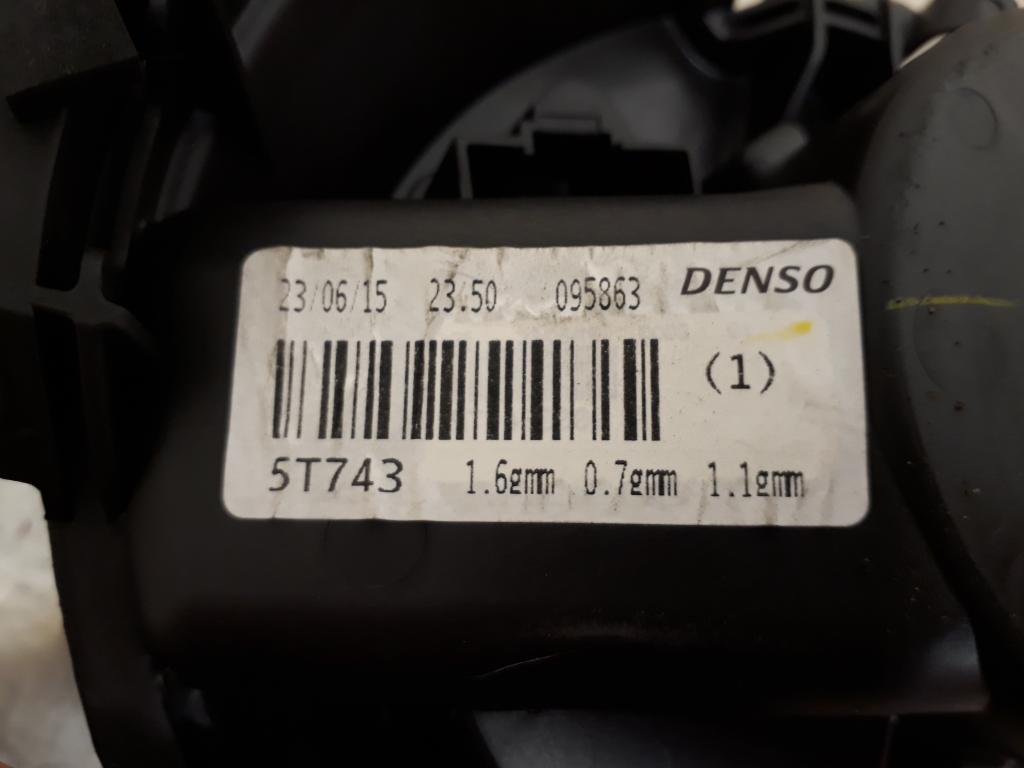 23/06/15 23.50 095863 DENSO
(1)
5T743 1.6gmm 0.7gmm 1.1gmm